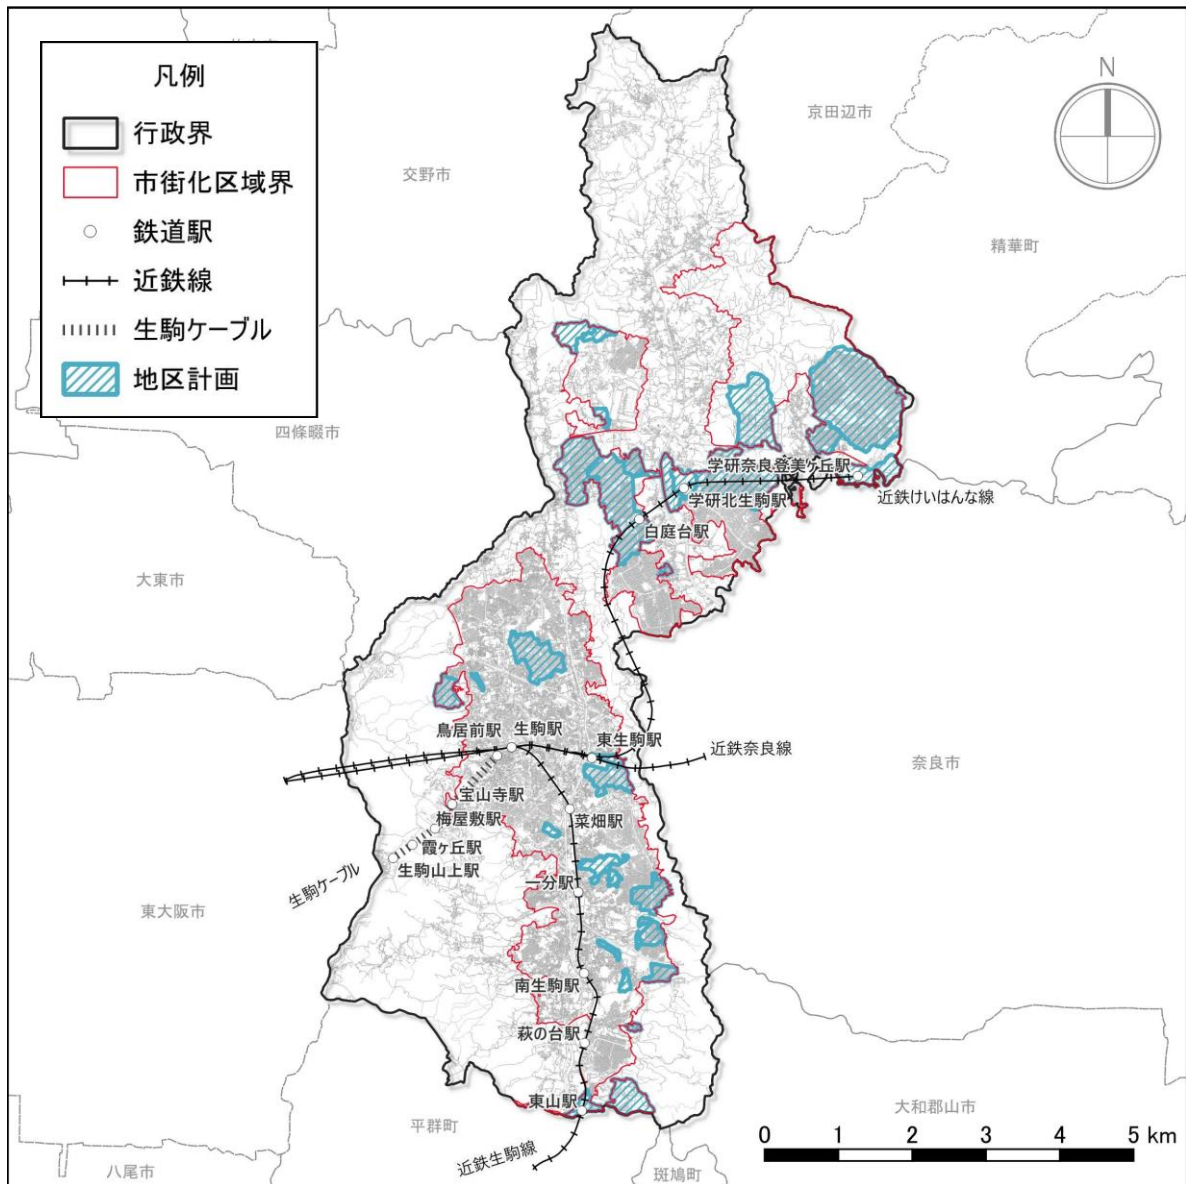 凡例
行政界
市街化区域界
鉄道駅
近鉄線
生駒ケーブル
地区計画
N
京田辺市
交野市
精華町
四條畷市
学研奈良登美ケ丘駅
近鉄けいはんな線
学研北生駒駅
白庭台駅
大東市
鳥居前駅
生駒駅
東生駒駅
近鉄奈良線
奈良市
宝山寺駅
菜畑駅
梅屋敷駅
霞ケ丘駅
生駒山上駅
生駒ケーブル
一分駅
東大阪市
南生駒駅
萩の台駅
東山駅
平群町
大和郡山市
近鉄生駒線
八尾市
斑鳩町
0 1 2 3 4 5 km